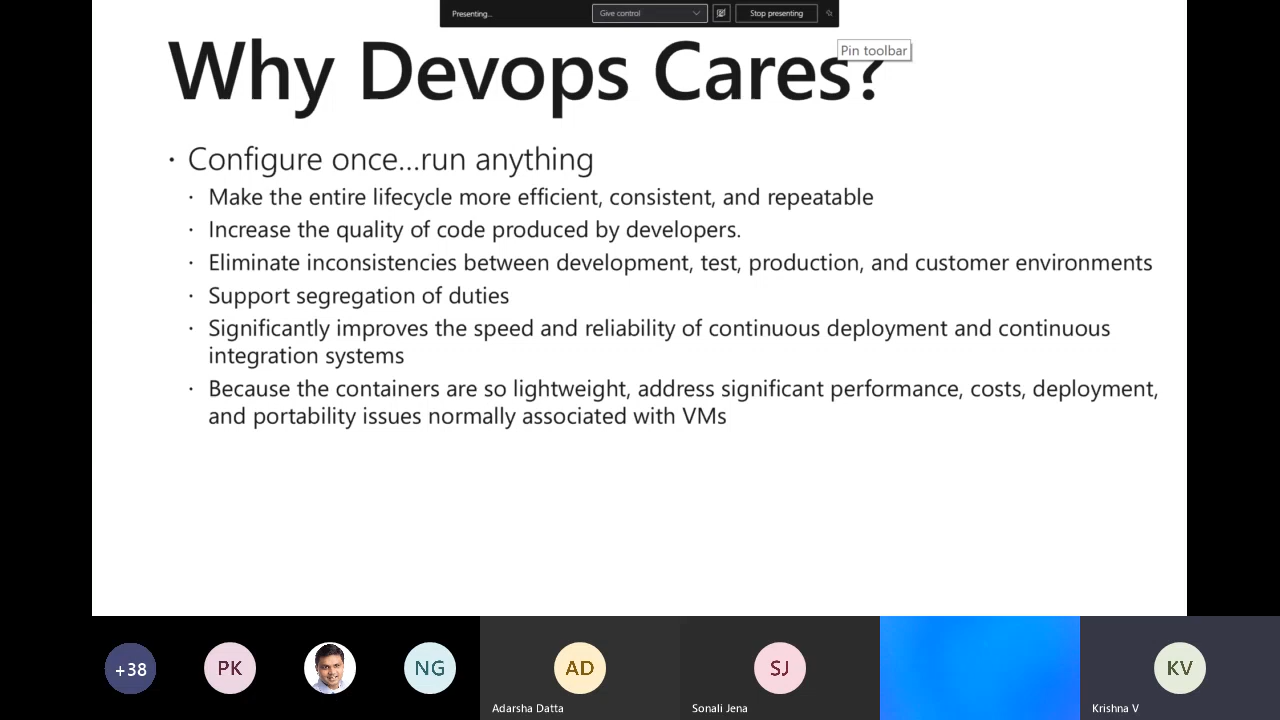 Presenting...
Give control
Stop presenting
Pin toolbar
Why Devops Cares?
· Configure once...run anything
· Make the entire lifecycle more efficient, consistent, and repeatable
· Increase the quality of code produced by developers.
· Eliminate inconsistencies between development, test, production, and customer environments
· Support segregation of duties
· Significantly improves the speed and reliability of continuous deployment and continuous
integration systems
· Because the containers are so lightweight, address significant performance, costs, deployment,
and portability issues normally associated with VMs
+38
PK
NG
AD
SJ
KV
Adarsha Datta
Sonali Jena
Krishna V